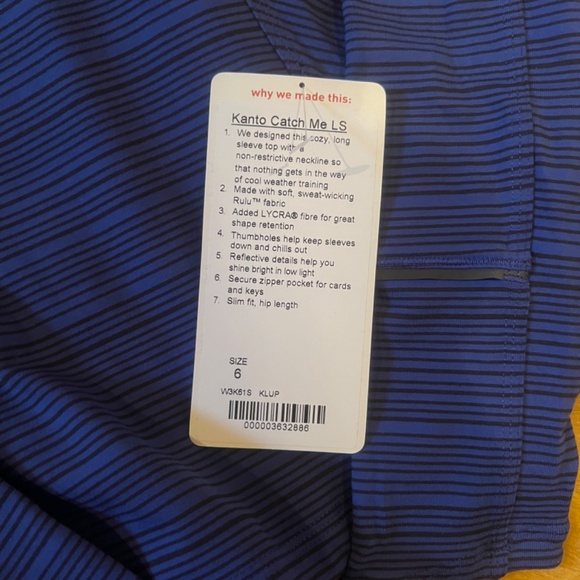 why we made this:
Kanto Catch Me LS
1. We designed this cozy, long
sleeve top with a
non-restrictive neckline so
that nothing gets in the way
of cool weather training
2. Made with soft, sweat-wicking
Rulu™ fabric
3. Added LYCRA® fibre for great
shape retention
4. Thumbholes help keep sleeves
down and chills out
5. Reflective details help you
shine bright in low light
6. Secure zipper pocket for cards
and keys
7. Slim fit, hip length
SIZE
6
W3K61S KLUP
000003632886